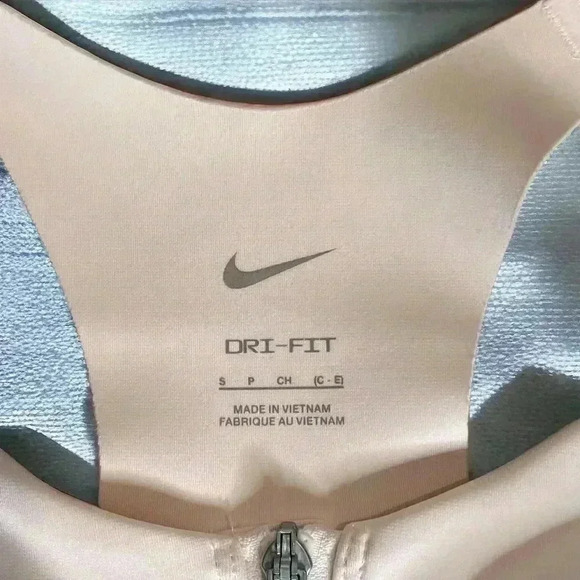 DRI-FIT
S P CH (C - E)
MADE IN VIETNAM
FABRIQUE AU VIETNAM